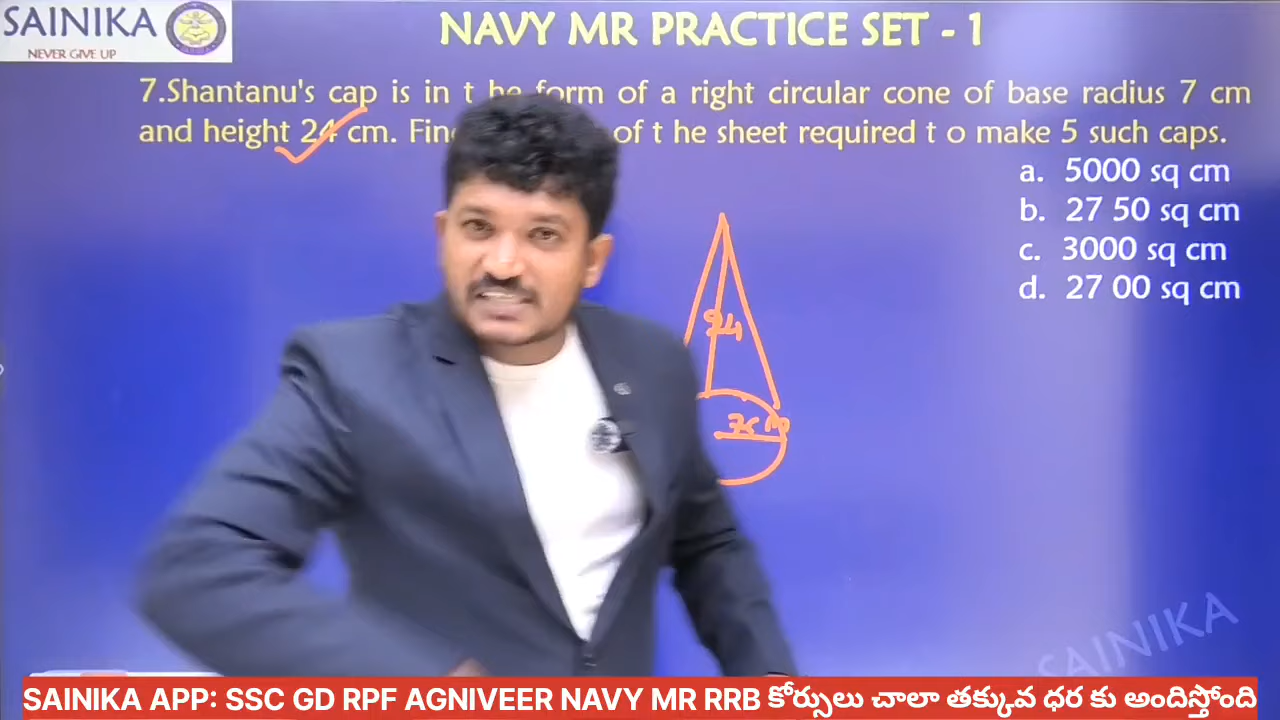 SAINIKA
NEVER GIVE UP
NAVY MR PRACTICE SET - 1
7.Shantanu's cap is in t he form of a right circular cone of base radius 7 cm
and height 24 cm. Fin of t he sheet required t o make 5 such caps.
a. 5000 sq cm
b. 27 50 sq cm
c. 3000 sq cm
d. 27 00 sq cm
24
7cm
SAINIKA
SAINIKA APP: SSC GD RPF AGNIVEER NAVY MR RRB కోర్సులు చాలా తక్కువ ధర కు అందిస్తోంది